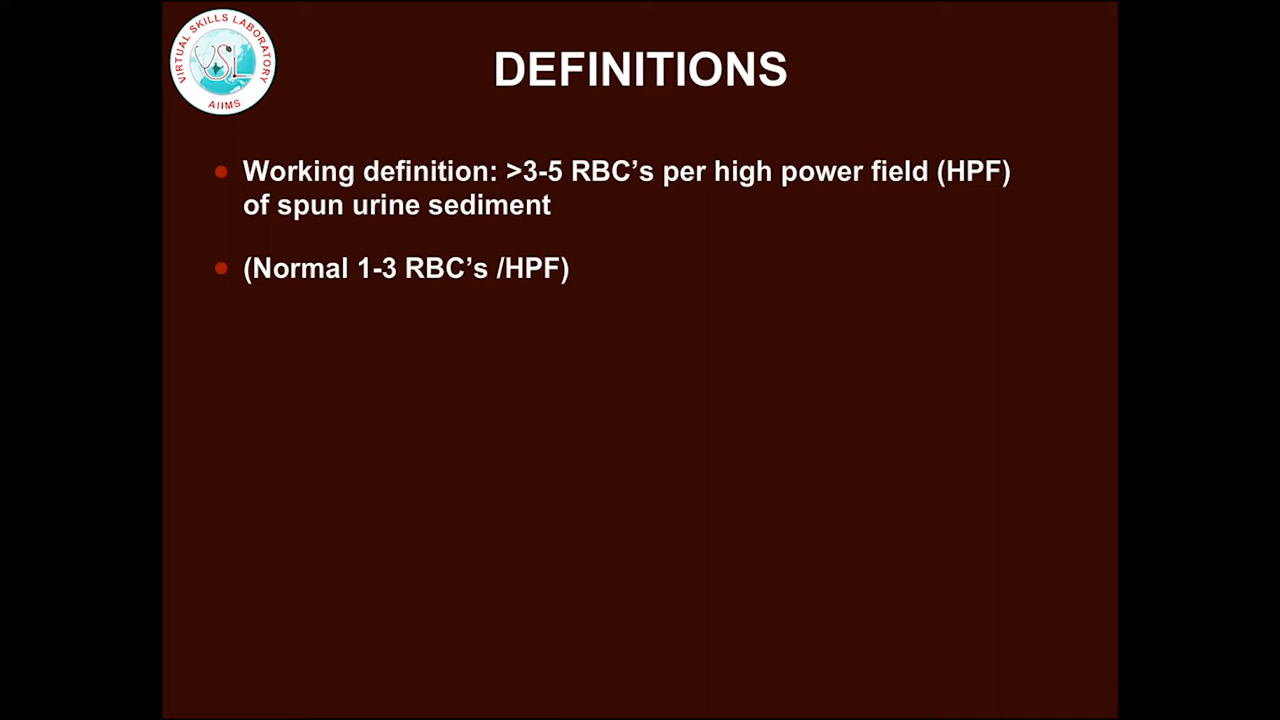 VIRTUAL SKILLS LABORATORY
VSL
AIIMS
DEFINITIONS
Working definition: >3-5 RBC’s per high power field (HPF)
of spun urine sediment
(Normal 1-3 RBC’s /HPF)